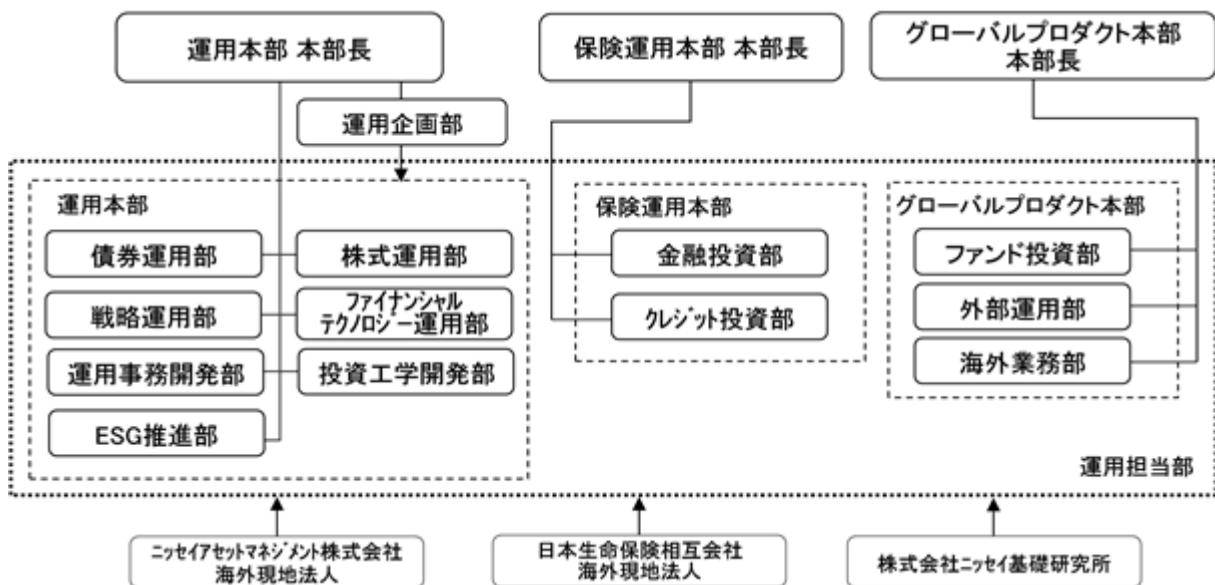 運用本部 本部長
保険運用本部 本部長
グローバルプロダクト本部
本部長
運用企画部
運用本部
債券運用部
株式運用部
戦略運用部
ファイナンシャル
テクノロジー運用部
運用事務開発部
投資工学開発部
ESG推進部
保険運用本部
金融投資部
クレジット投資部
グローバルプロダクト本部
ファンド投資部
外部運用部
海外業務部
運用担当部
ニッセイアセットマネジメント株式会社
海外現地法人
日本生命保険相互会社
海外現地法人
株式会社ニッセイ基礎研究所